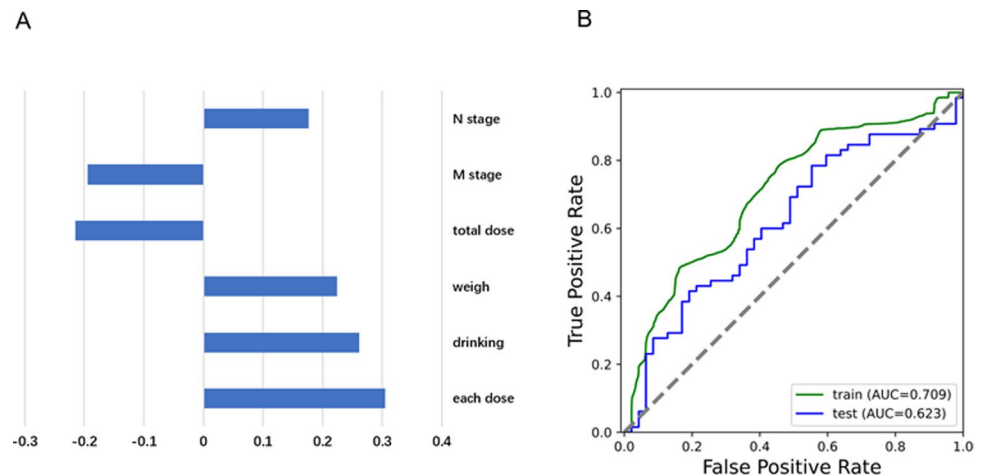 A
N stage
M stage
total dose
weigh
drinking
each dose
-0.3 -0.2 -0.1 0 0.1 0.2 0.3 0.4
B
True Positive Rate
1.0
0.8
0.6
0.4
0.2
0.0
train (AUC=0.709)
test (AUC=0.623)
0.0 0.2 0.4 0.6 0.8 1.0
False Positive Rate